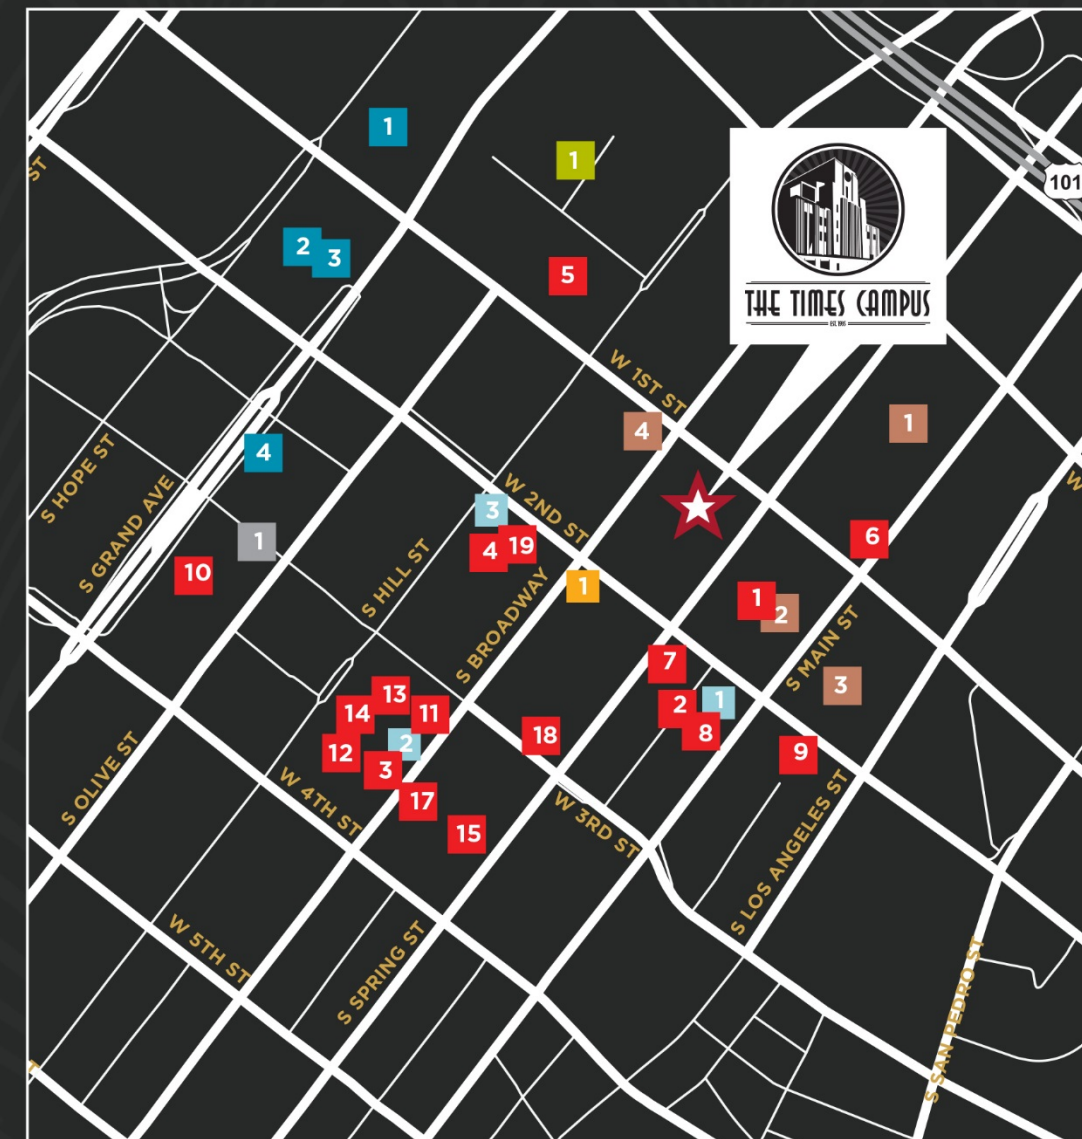 1
1
101
ST
2
3
5
THE TIMES CAMPUS
W 1ST ST
4
1
S HOPE ST
4
S GRAND AVE
W 2ND ST
3
W
1
4
19
6
10
S HILL ST
1
1
2
S BROADWAY
S MAIN ST
7
3
13
2
1
14
11
8
18
12
2
9
3
S OLIVE ST
W 4TH ST
17
W 3RD ST
15
S LOS ANGELES ST
W 5TH ST
S SPRING ST
S SAN PEDRO ST
T